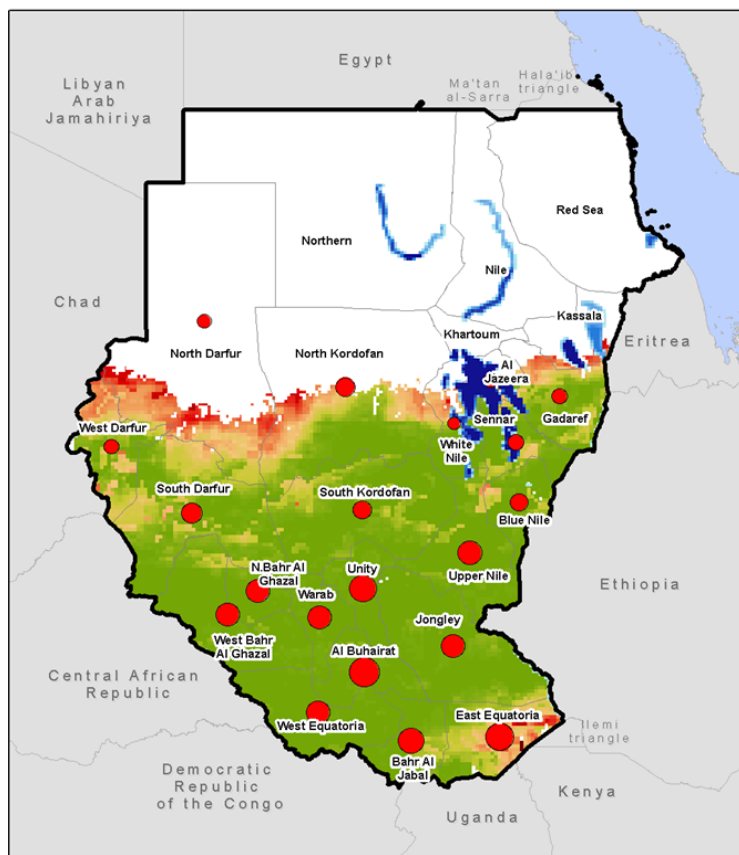 Egypt
Libyan
Arab
Jamahiriya
Ma'tan
al-Sarra
Hala'ib
triangle
Red Sea
Northern
Nile
Chad
Kassala
Khartoum
Eritrea
North Darfur
North Kordofan
Al
Jazeera
Gadaref
West Darfur
Sennar
White
Nile
South Darfur
South Kordofan
Blue Nile
N.Bahr Al
Ghazal
Unity
Upper Nile
Ethiopia
Warab
Jongley
West Bahr
Al Ghazal
Al Buhairat
Central African
Republic
West Equatoria
East Equatoria
Ilemi
triangle
Bahr Al
Jabal
Democratic
Republic
of the Congo
Kenya
Uganda